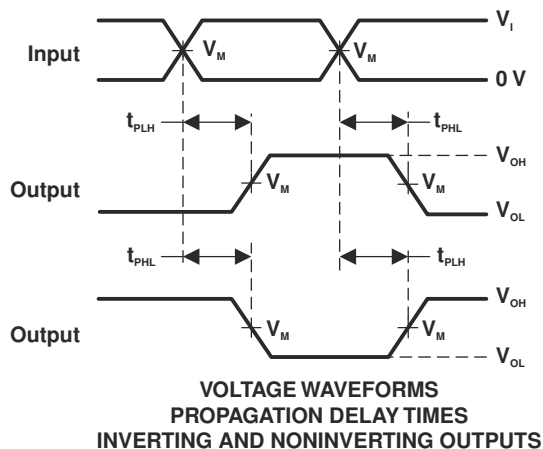 V_I
Input
V_M
V_M
0 V
t_PLH
t_PHL
V_OH
Output
V_M
V_M
V_OL
t_PHL
t_PLH
V_OH
Output
V_M
V_M
V_OL
VOLTAGE WAVEFORMS
PROPAGATION DELAY TIMES
INVERTING AND NONINVERTING OUTPUTS